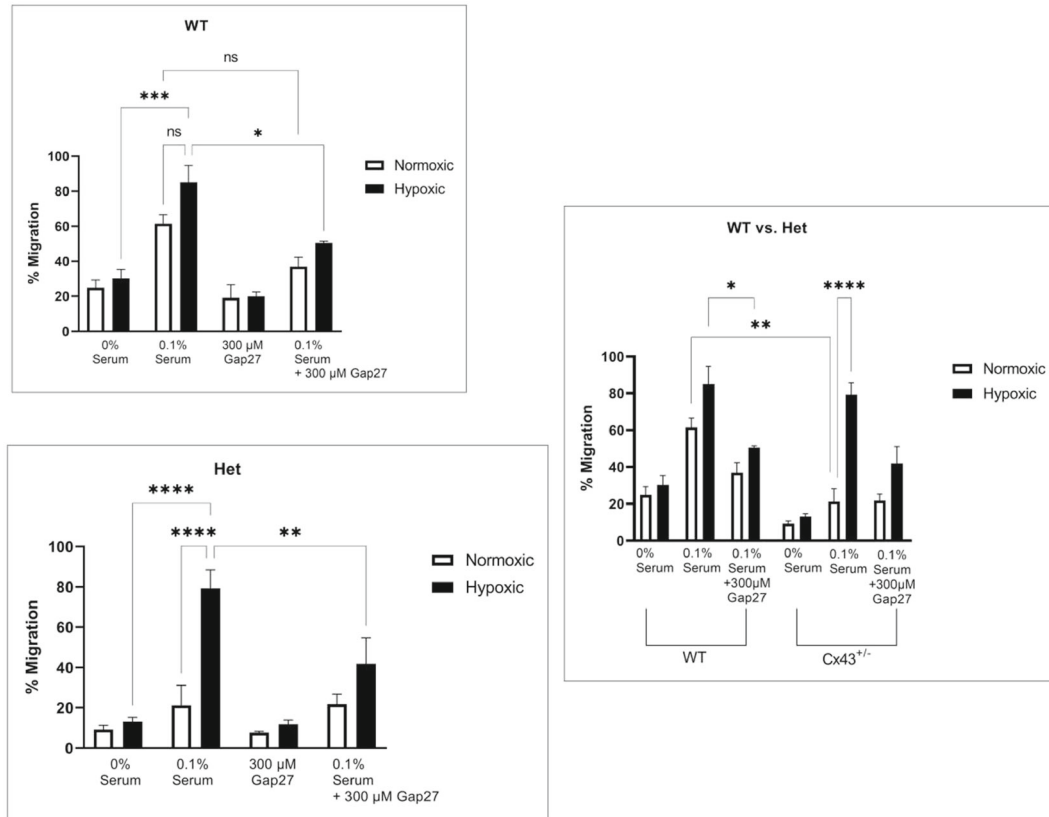 WT
ns
***
ns
*
Normoxic
Hypoxic
% Migration
100
80
60
40
20
0
0%
Serum
0.1%
Serum
300 µM
Gap27
0.1%
Serum
+ 300 µM Gap27
Het
****
****
**
Normoxic
Hypoxic
% Migration
100
80
60
40
20
0
0%
Serum
0.1%
Serum
300 µM
Gap27
0.1%
Serum
+ 300 µM Gap27
WT vs. Het
*
****
**
Normoxic
Hypoxic
% Migration
100
80
60
40
20
0
0%
Serum
0.1%
Serum
0.1%
Serum
+300µM
Gap27
0%
Serum
0.1%
Serum
0.1%
Serum
+300µM
Gap27
WT
Cx43+/-